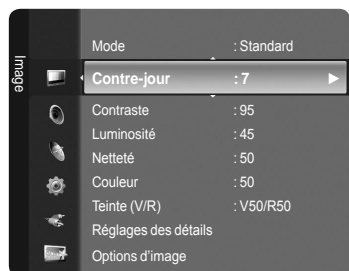 Image
Mode : Standard
Contre-jour : 7
Contraste : 95
Luminosité : 45
Netteté : 50
Couleur : 50
Teinte (V/R) : V50/R50
Réglages des détails
Options d'image